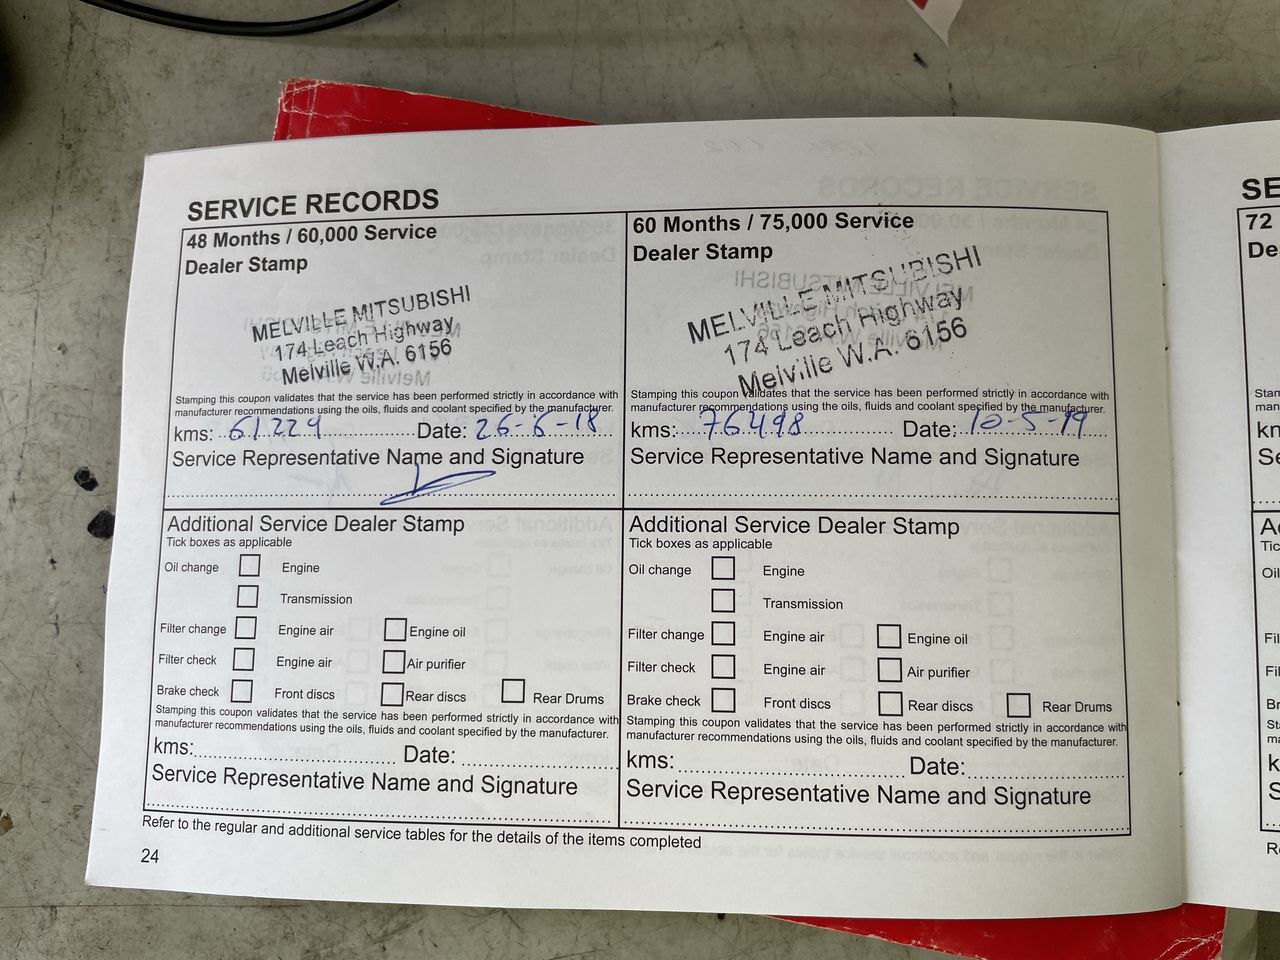 SERVICE RECORDS
48 Months / 60,000 Service
Dealer Stamp
MELVILLE MITSUBISHI
174 Leach Highway
Melville W.A. 6156
Stamping this coupon validates that the service has been performed strictly in accordance with
manufacturer recommendations using the oils, fluids and coolant specified by the manufacturer.
kms: 61229 Date: 26-6-18
Service Representative Name and Signature
Additional Service Dealer Stamp
Tick boxes as applicable
Oil change Engine
Transmission
Filter change Engine air Engine oil
Filter check Engine air Air purifier
Brake check Front discs Rear discs Rear Drums
Stamping this coupon validates that the service has been performed strictly in accordance with
manufacturer recommendations using the oils, fluids and coolant specified by the manufacturer.
kms: Date:
Service Representative Name and Signature
60 Months / 75,000 Service
Dealer Stamp
MELVILLE MITSUBISHI
174 Leach Highway
Melville W.A. 6156
Stamping this coupon validates that the service has been performed strictly in accordance with
manufacturer recommendations using the oils, fluids and coolant specified by the manufacturer.
kms: 76498 Date: 10-5-19
Service Representative Name and Signature
Additional Service Dealer Stamp
Tick boxes as applicable
Oil change Engine
Transmission
Filter change Engine air Engine oil
Filter check Engine air Air purifier
Brake check Front discs Rear discs Rear Drums
Stamping this coupon validates that the service has been performed strictly in accordance with
manufacturer recommendations using the oils, fluids and coolant specified by the manufacturer.
kms: Date:
Service Representative Name and Signature
Refer to the regular and additional service tables for the details of the items completed
24
SE
72
De